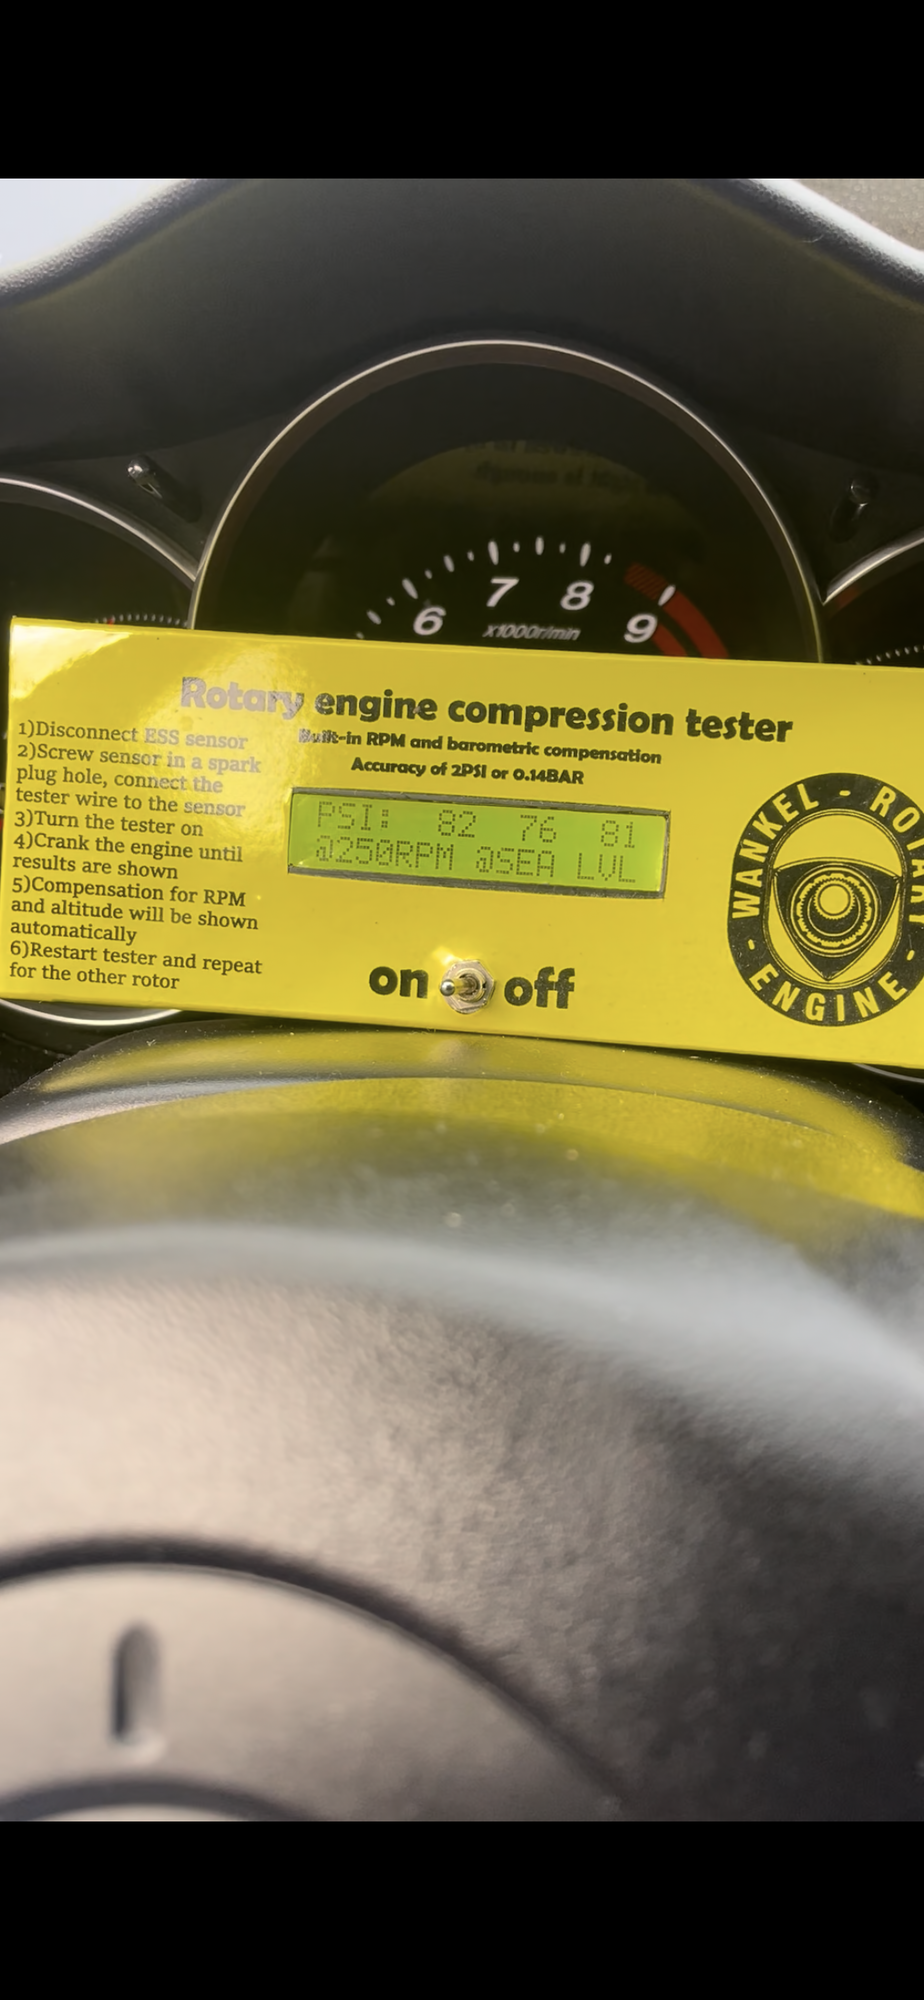 6 7 8 9
x1000r/min
Rotary engine compression tester
Built-in RPM and barometric compensation
Accuracy of 2PSI or 0.14BAR
1)Disconnect ESS sensor
2)Screw sensor in a spark
plug hole, connect the
tester wire to the sensor
3)Turn the tester on
4)Crank the engine until
results are shown
5)Compensation for RPM
and altitude will be shown
automatically
6)Restart tester and repeat
for the other rotor
PSI: 82 76 81
@250RPM @SEA LVL
on off
WANKEL - ROTARY
- ENGINE -